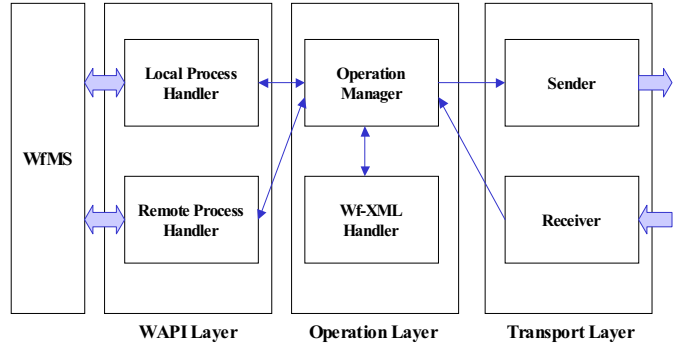 WfMS
Local Process
Handler
Remote Process
Handler
Operation
Manager
Wf-XML
Handler
Sender
Receiver
WAPI Layer
Operation Layer
Transport Layer